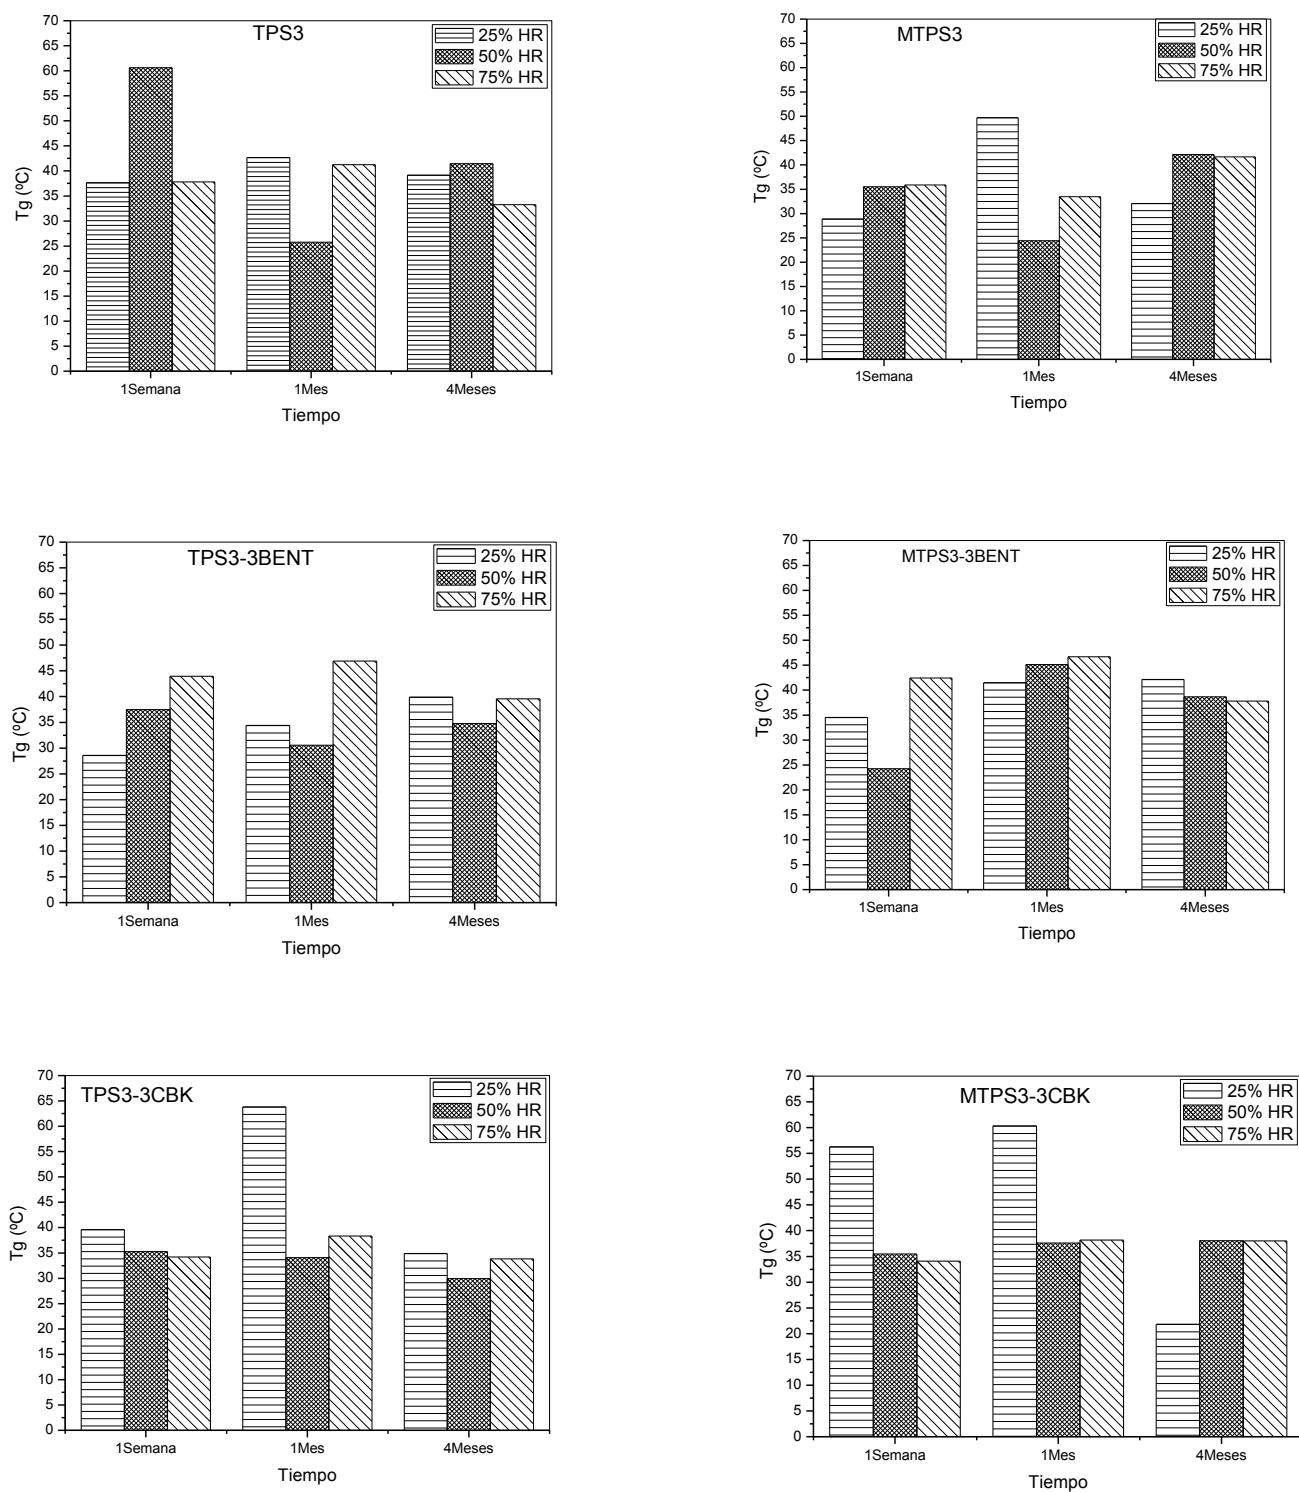 TPS3
25% HR
50% HR
75% HR
70
65
60
55
50
45
40
35
30
25
20
15
10
5
0
Tg (ºC)
1Semana 1Mes 4Meses
Tiempo
MTPS3
25% HR
50% HR
75% HR
70
65
60
55
50
45
40
35
30
25
20
15
10
5
0
Tg (ºC)
1Semana 1Mes 4Meses
Tiempo
TPS3-3BENT
25% HR
50% HR
75% HR
70
65
60
55
50
45
40
35
30
25
20
15
10
5
0
Tg (ºC)
1Semana 1Mes 4Meses
Tiempo
MTPS3-3BENT
25% HR
50% HR
75% HR
70
65
60
55
50
45
40
35
30
25
20
15
10
5
0
Tg (ºC)
1Semana 1Mes 4Meses
Tiempo
TPS3-3CBK
25% HR
50% HR
75% HR
70
65
60
55
50
45
40
35
30
25
20
15
10
5
0
Tg (ºC)
1Semana 1Mes 4Meses
Tiempo
MTPS3-3CBK
25% HR
50% HR
75% HR
70
65
60
55
50
45
40
35
30
25
20
15
10
5
0
Tg (ºC)
1Semana 1Mes 4Meses
Tiempo